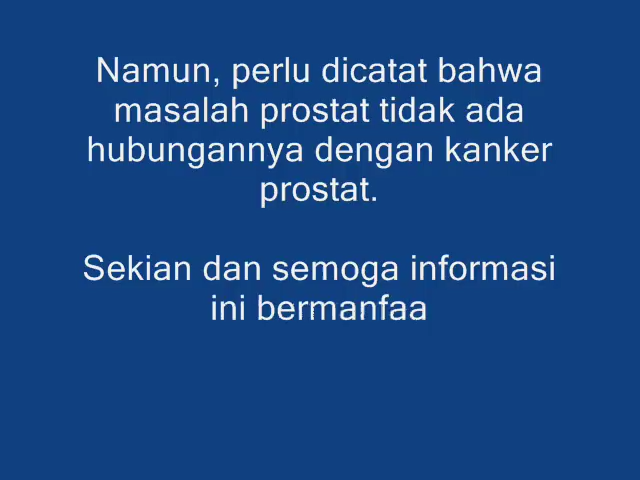 Namun, perlu dicatat bahwa
masalah prostat tidak ada
hubungannya dengan kanker
prostat.
Sekian dan semoga informasi
ini bermanfaa